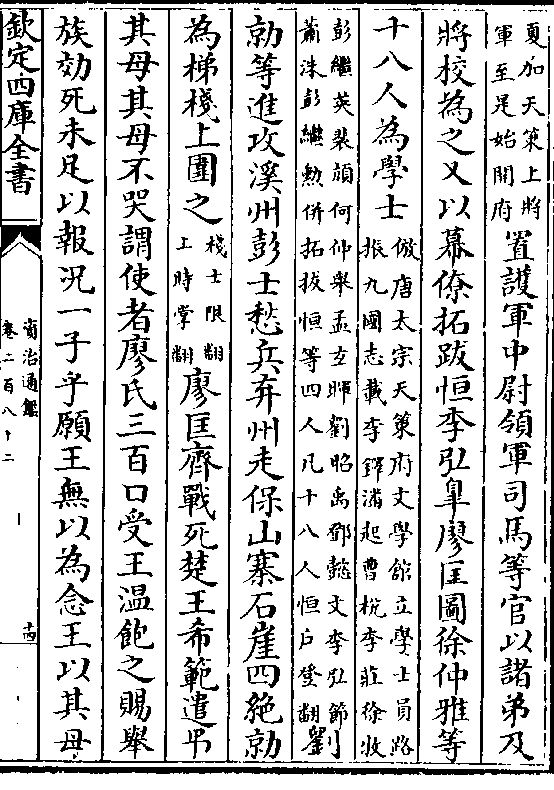 夏加天策上將
軍至是始開府
置護軍中尉領軍司馬等官以諸弟及
將校為之又以幕僚拓跋恒李弘臯廖匡圖徐仲雅等
十八人為學士
倣唐太宗天策府文學館立學士員路
振九國志載李鐸潘起曹梲李莊徐牧
彭繼英裴頏何仲舉孟玄暉劉昭禹鄧懿文李弘節
蕭洙彭繼勲併拓拔恒等四人凡十八人恒戶登翻
劉
勍等進攻溪州彭士愁兵弃州走保山寨石崖四絶勍
為梯棧上圍之
棧士限翻
上時掌翻
廖匡齊戰死楚王希範遣弔
其母其母不哭謂使者廖氏三百口受王温飽之賜舉
族効死未足以報况一子乎願王無以為念王以其母
欽定四庫全書
資治通鑑
卷二百八十二
十四